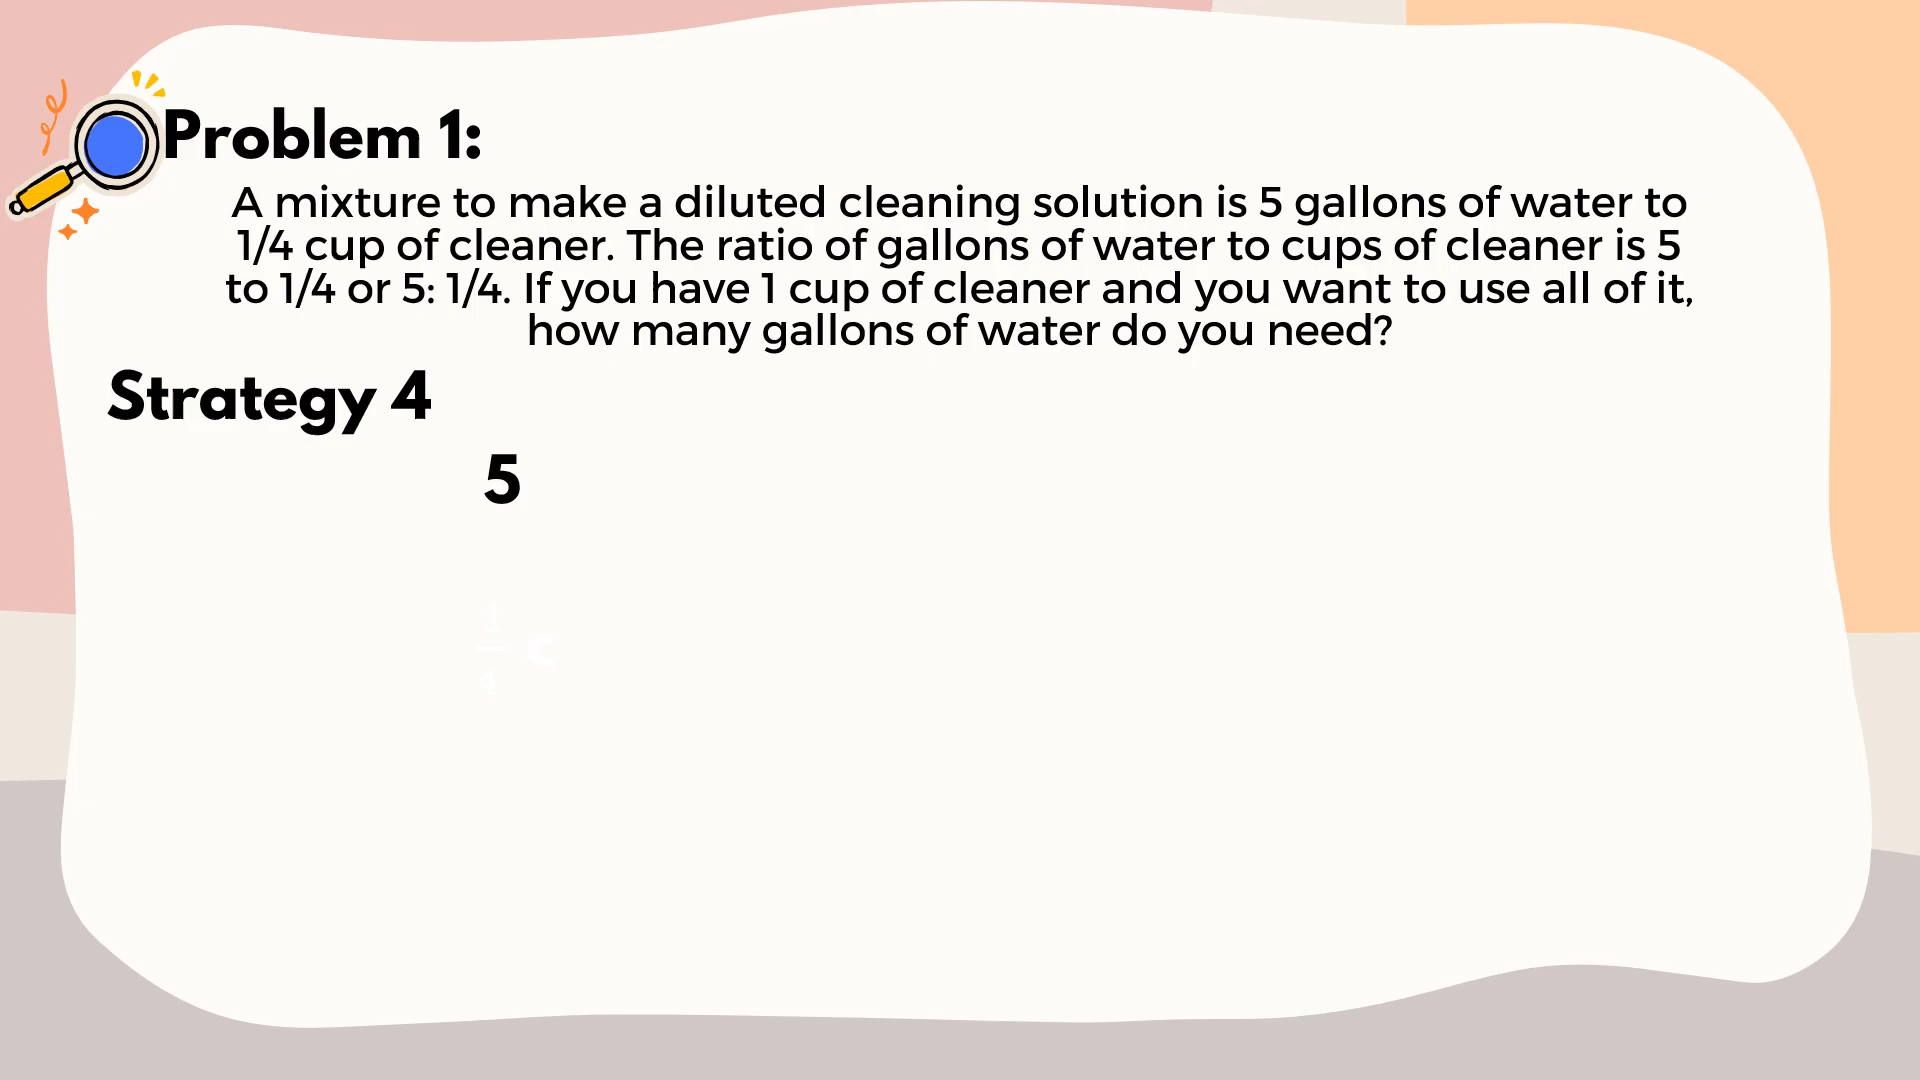 Problem 1:
A mixture to make a diluted cleaning solution is 5 gallons of water to
1/4 cup of cleaner. The ratio of gallons of water to cups of cleaner is 5
to 1/4 or 5: 1/4. If you have 1 cup of cleaner and you want to use all of it,
how many gallons of water do you need?
Strategy 4
5
1
4
c